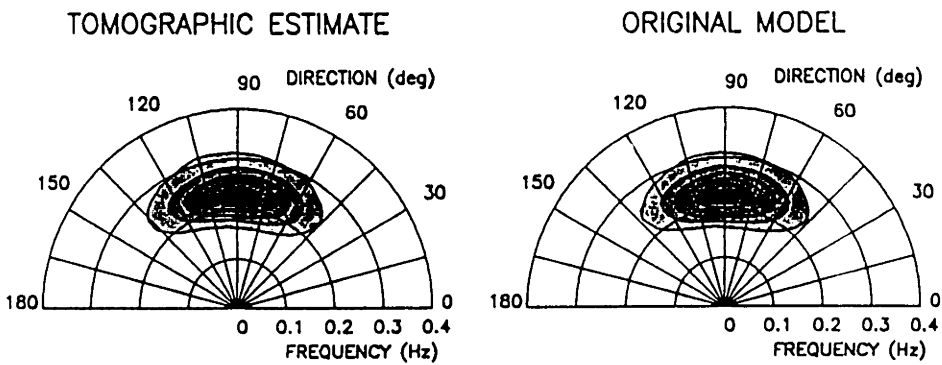 TOMOGRAPHIC ESTIMATE
90 DIRECTION (deg)
120
60
150
30
180
0
0 0.1 0.2 0.3 0.4
FREQUENCY (Hz)
ORIGINAL MODEL
90 DIRECTION (deg)
120
60
150
30
180
0
0 0.1 0.2 0.3 0.4
FREQUENCY (Hz)